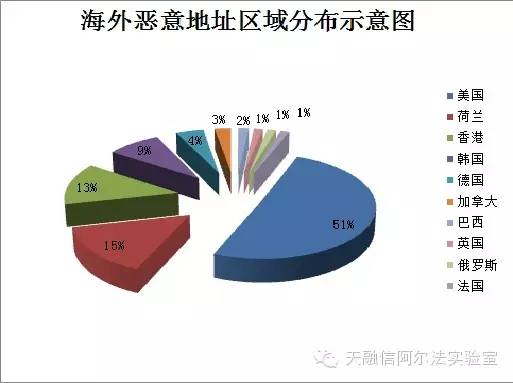 海外恶意地址区域分布示意图
3%
2%
1%
1%
1%
4%
9%
13%
15%
51%
美国
荷兰
香港
韩国
德国
加拿大
巴西
英国
俄罗斯
法国
天融信阿尔法实验室